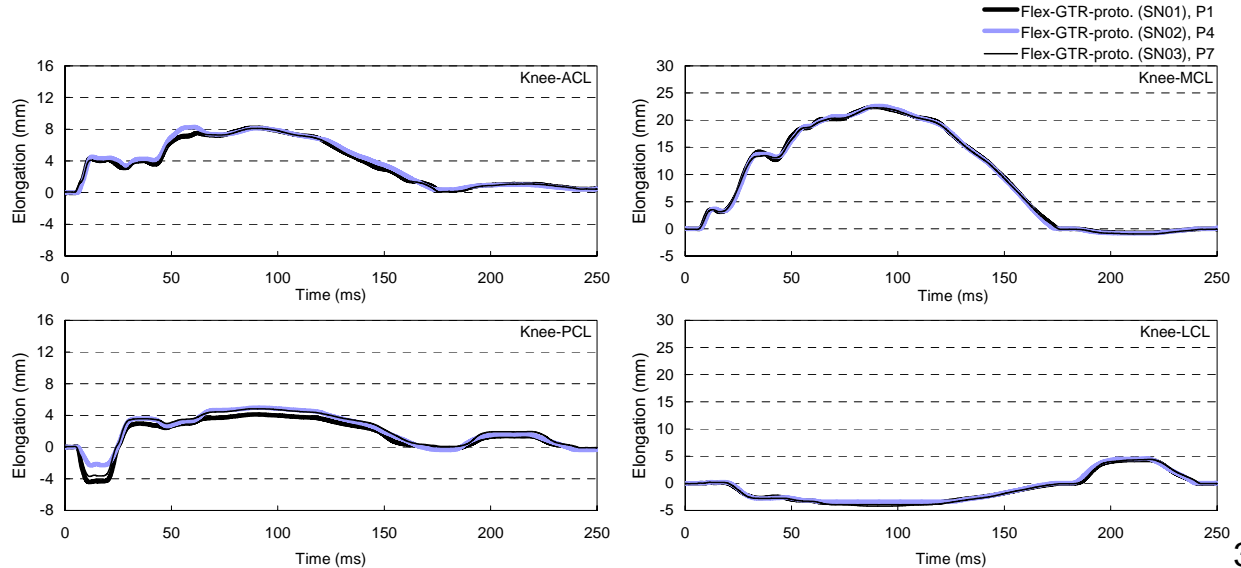 Flex-GTR-proto. (SN01), P1
Flex-GTR-proto. (SN02), P4
Flex-GTR-proto. (SN03), P7
Knee-ACL
Elongation (mm)
16
12
8
4
0
-4
-8
0 50 100 150 200 250
Time (ms)
Knee-MCL
Elongation (mm)
30
25
20
15
10
5
0
-5
0 50 100 150 200 250
Time (ms)
Knee-PCL
Elongation (mm)
16
12
8
4
0
-4
-8
0 50 100 150 200 250
Time (ms)
Knee-LCL
Elongation (mm)
30
25
20
15
10
5
0
-5
0 50 100 150 200 250
Time (ms)